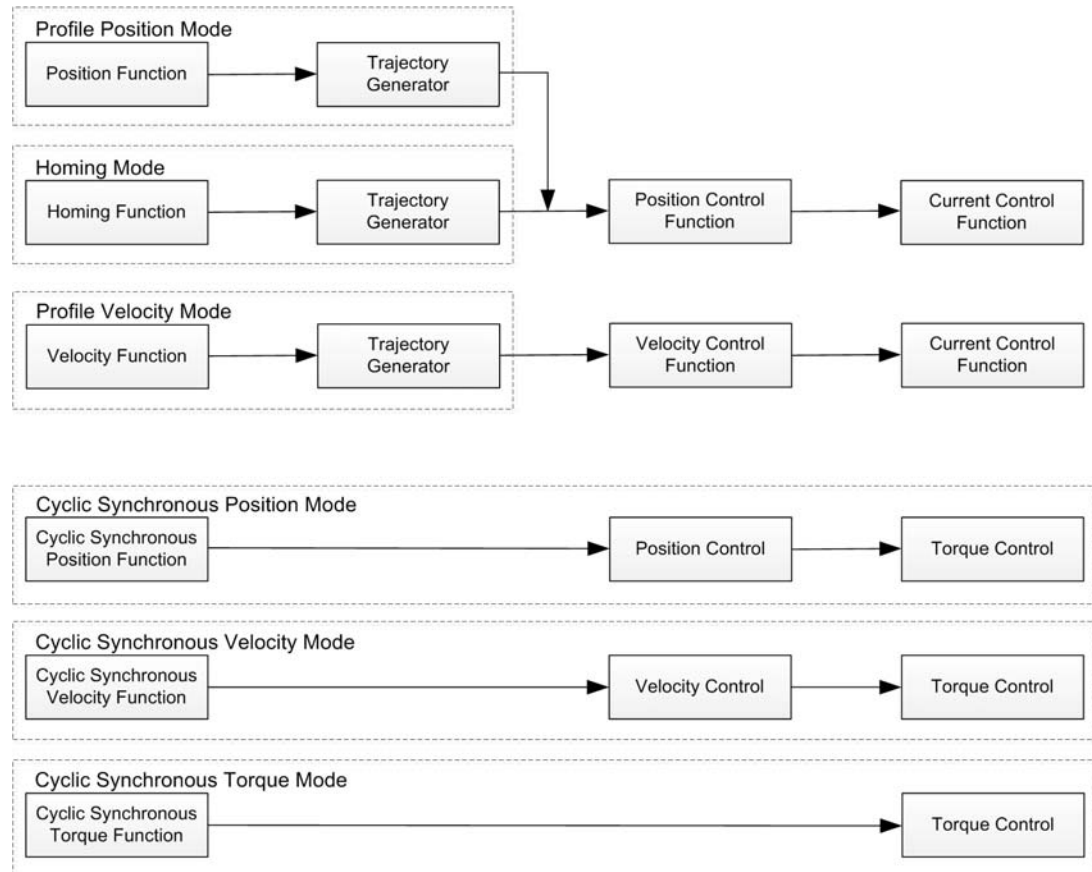 Profile Position Mode
Position Function
Trajectory
Generator
Homing Mode
Homing Function
Trajectory
Generator
Position Control
Function
Current Control
Function
Profile Velocity Mode
Velocity Function
Trajectory
Generator
Velocity Control
Function
Current Control
Function
Cyclic Synchronous Position Mode
Cyclic Synchronous
Position Function
Position Control
Torque Control
Cyclic Synchronous Velocity Mode
Cyclic Synchronous
Velocity Function
Velocity Control
Torque Control
Cyclic Synchronous Torque Mode
Cyclic Synchronous
Torque Function
Torque Control